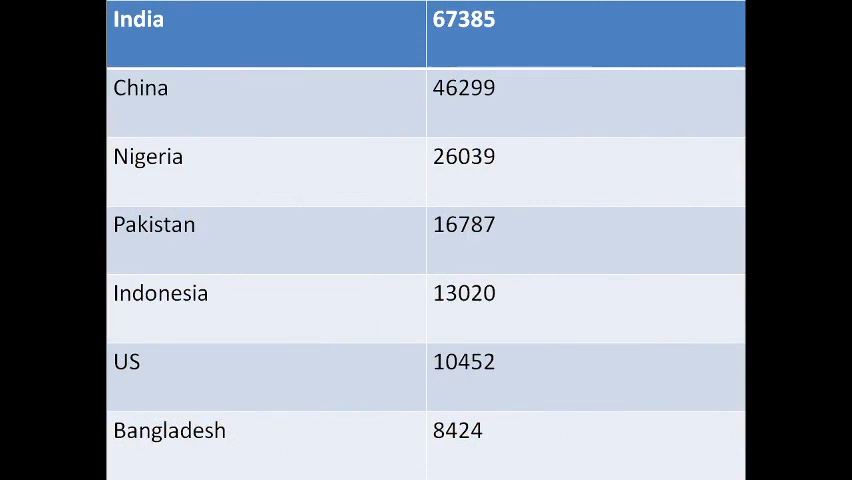 India 67385
China 46299
Nigeria 26039
Pakistan 16787
Indonesia 13020
US 10452
Bangladesh 8424